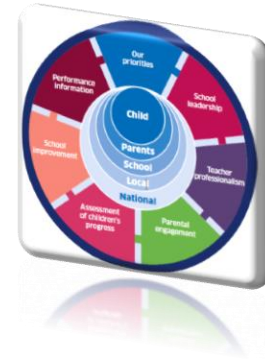 Our
priorities
School
leadership
Teacher
professionalism
Parental
engagement
Assessment
of children's
progress
School
improvement
Performance
information
Child
Parents
School
Local
National